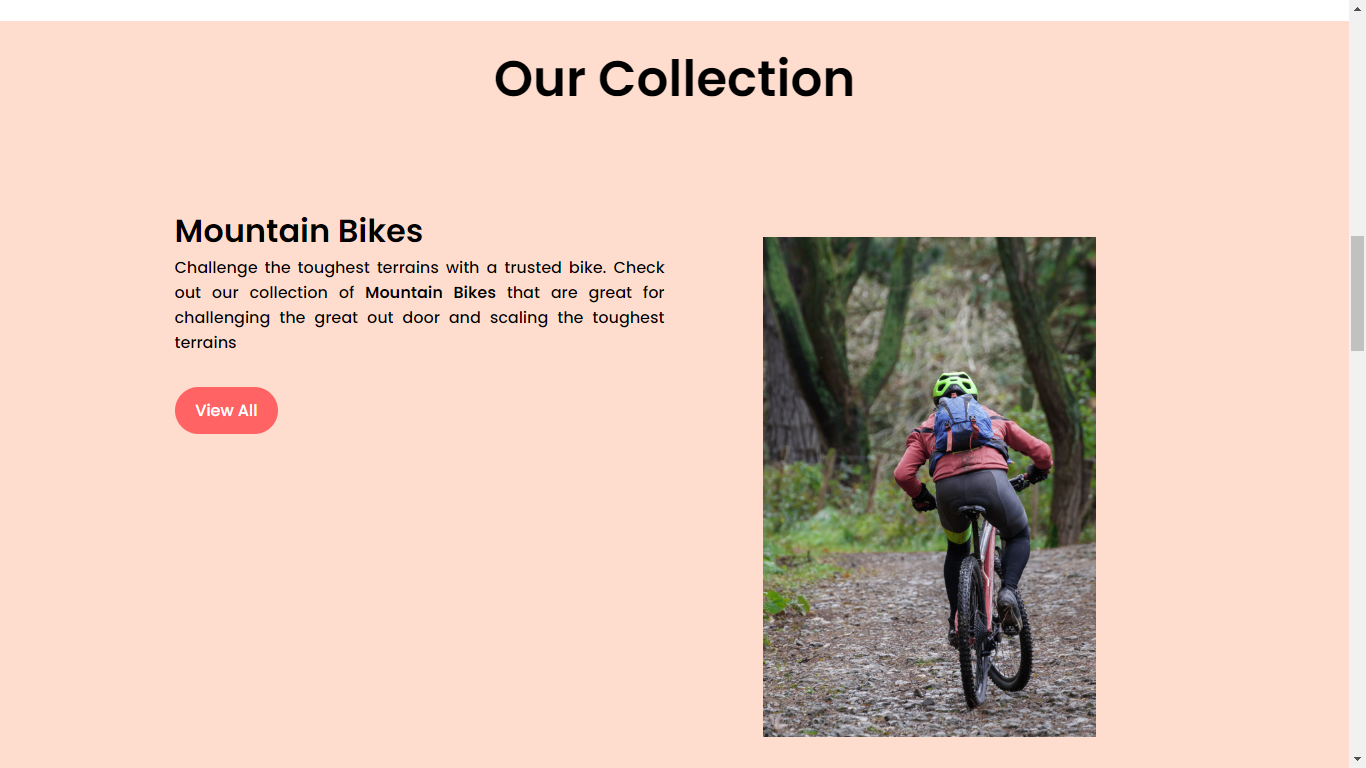 Our Collection
Mountain Bikes
Challenge the toughest terrains with a trusted bike. Check
out our collection of Mountain Bikes that are great for
challenging the great out door and scaling the toughest
terrains
View All